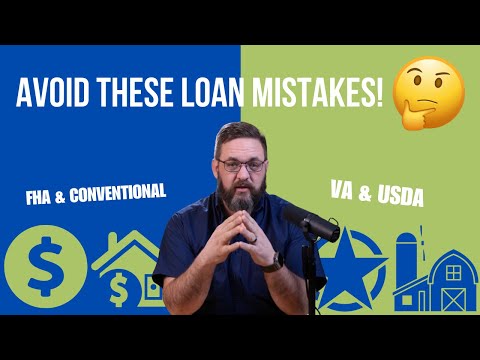 AVOID THESE LOAN MISTAKES!
FHA & CONVENTIONAL
VA & USDA
$
$